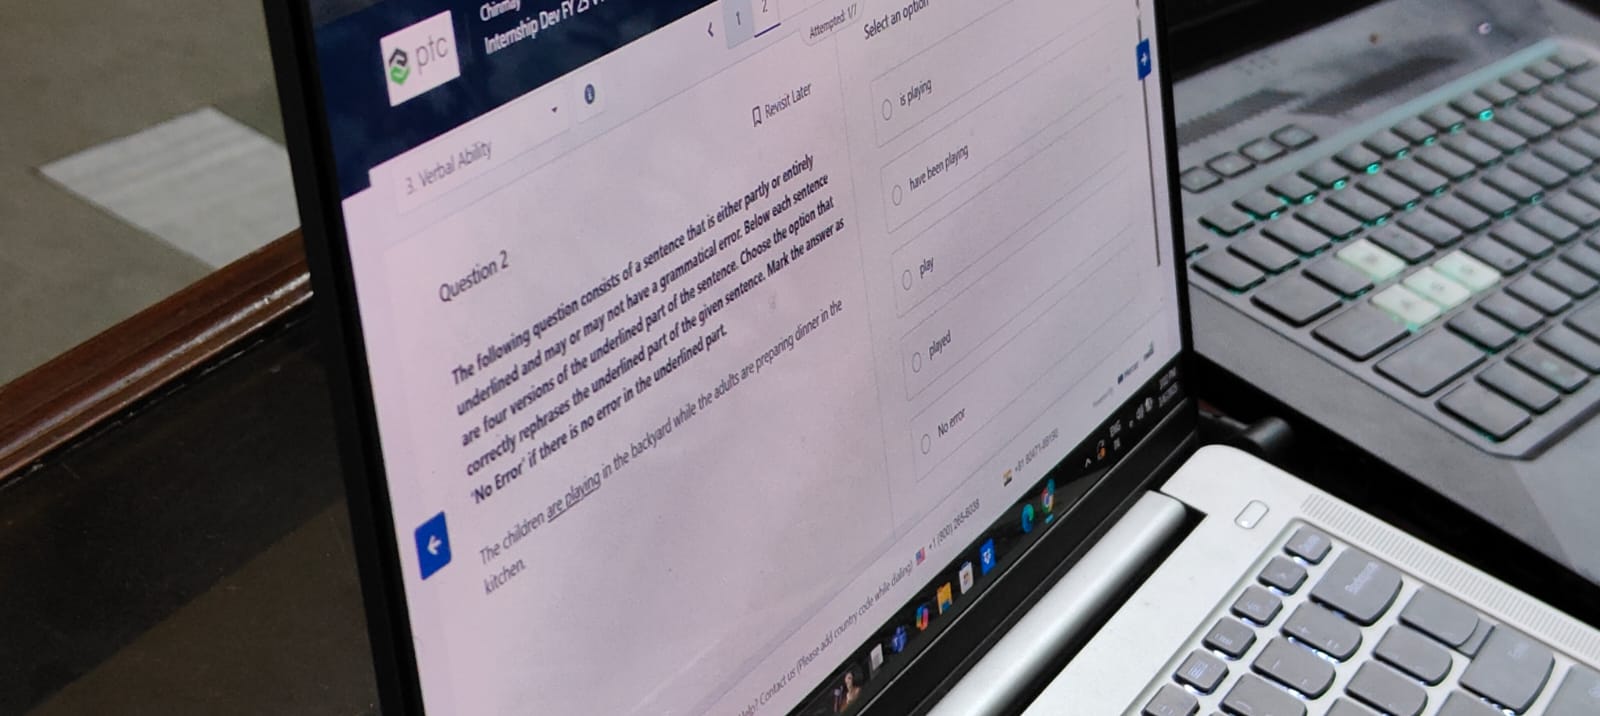 ptc
Chinmay
Internship Dev FY 25
1 2
Attempted: 1/7
3. Verbal Ability
Revisit Later
Question 2
The following question consists of a sentence that is either partly or entirely
underlined and may or may not have a grammatical error. Below each sentence
are four versions of the underlined part of the sentence. Choose the option that
correctly rephrases the underlined part of the given sentence. Mark the answer as
'No Error' if there is no error in the underlined part.
The children are playing in the backyard while the adults are preparing dinner in the
kitchen.
Select an option
is playing
have been playing
play
played
No error
Help? Contact us (Please add country code while dialing)
ENG